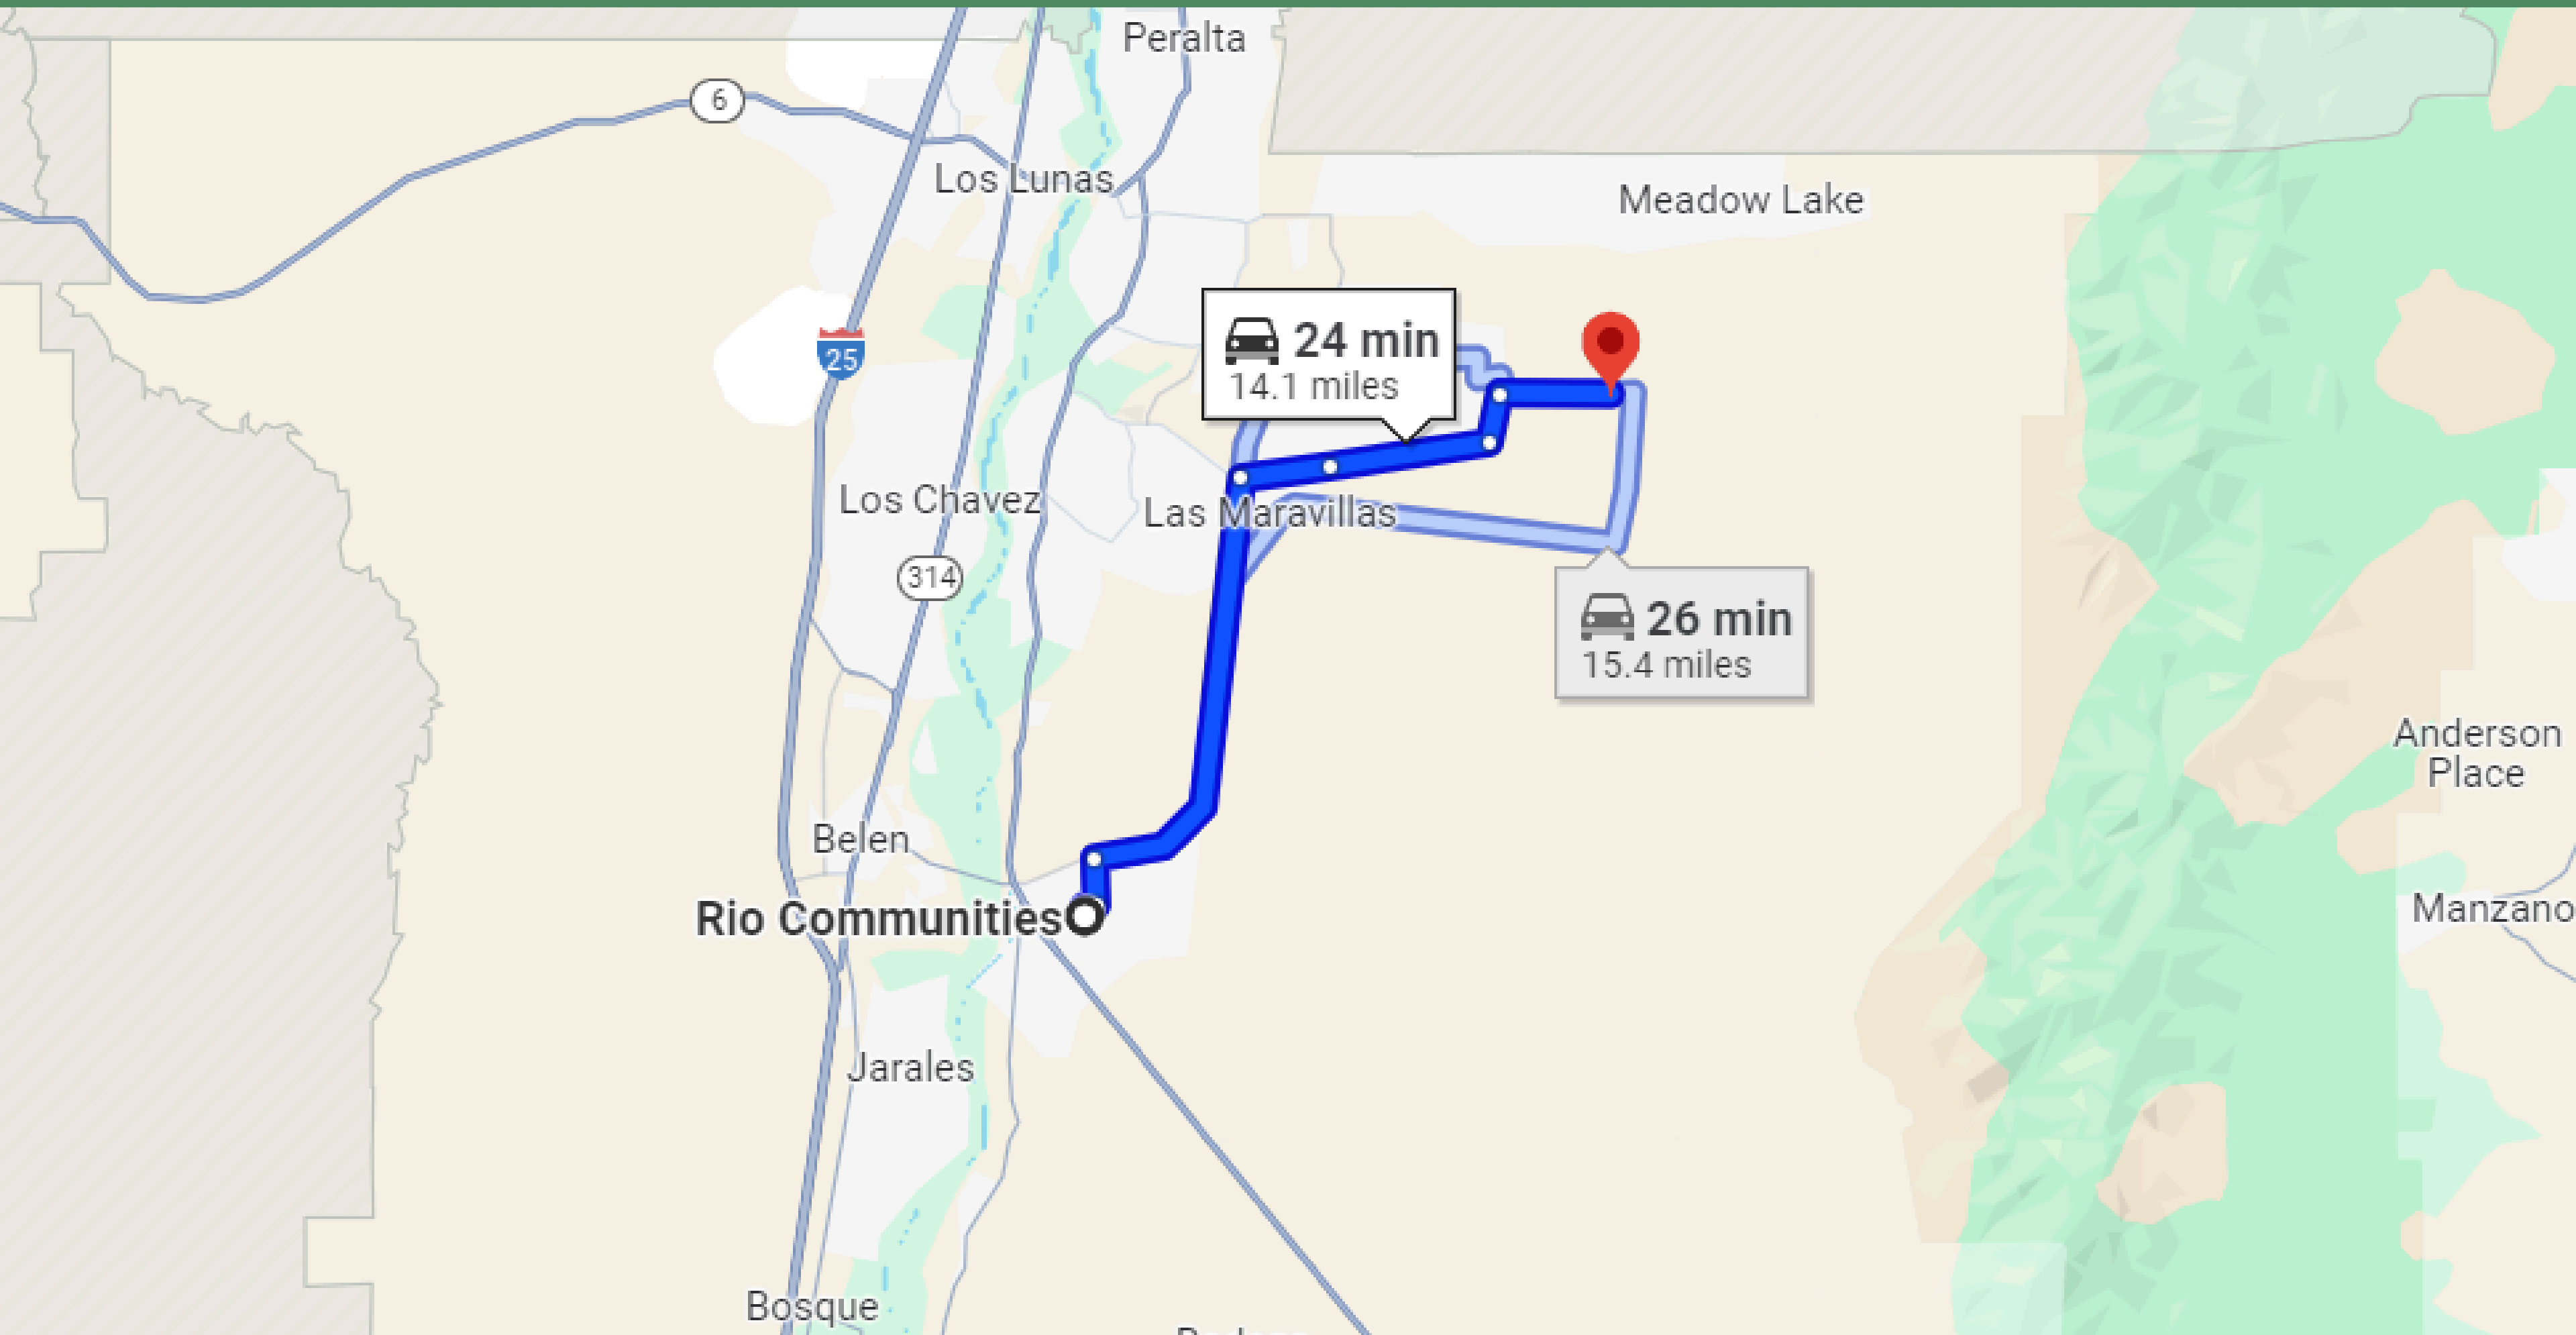 Peralta
6
Los Lunas
Meadow Lake
24 min
14.1 miles
25
Los Chavez
Las Maravillas
314
26 min
15.4 miles
Anderson
Place
Belen
Manzano
Rio Communities
Jarales
Bosque